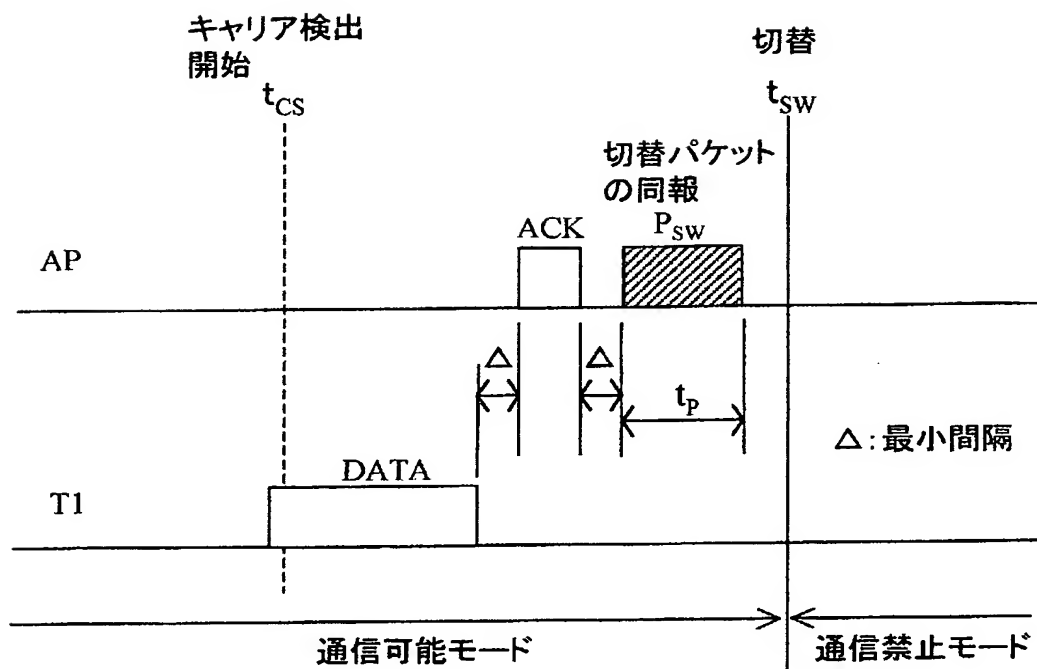 キャリア検出
開始
t_CS
切替
t_SW
切替パケット
の同報
P_SW
ACK
AP
△
△
t_P
△:最小間隔
DATA
T1
通信可能モード
通信禁止モード